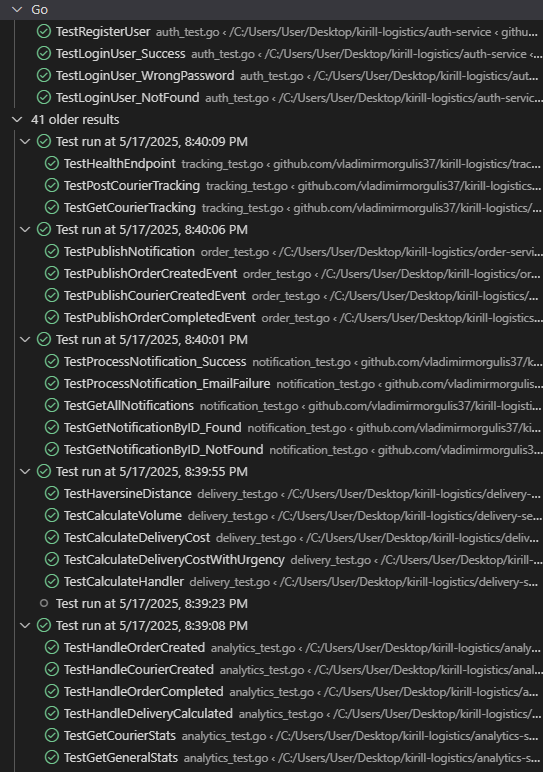 Go
TestRegisterUser auth_test.go ‹ /C:/Users/User/Desktop/kirill-logistics/auth-service ‹ githu...
TestLoginUser_Success auth_test.go ‹ /C:/Users/User/Desktop/kirill-logistics/auth-service ‹...
TestLoginUser_WrongPassword auth_test.go ‹ /C:/Users/User/Desktop/kirill-logistics/aut...
TestLoginUser_NotFound auth_test.go ‹ /C:/Users/User/Desktop/kirill-logistics/auth-servic...
41 older results
Test run at 5/17/2025, 8:40:09 PM
TestHealthEndpoint tracking_test.go ‹ github.com/vladimirmorgulis37/kirill-logistics/trac...
TestPostCourierTracking tracking_test.go ‹ github.com/vladimirmorgulis37/kirill-logistics...
TestGetCourierTracking tracking_test.go ‹ github.com/vladimirmorgulis37/kirill-logistics/...
Test run at 5/17/2025, 8:40:06 PM
TestPublishNotification order_test.go ‹ /C:/Users/User/Desktop/kirill-logistics/order-servi...
TestPublishOrderCreatedEvent order_test.go ‹ /C:/Users/User/Desktop/kirill-logistics/or...
TestPublishCourierCreatedEvent order_test.go ‹ /C:/Users/User/Desktop/kirill-logistics/...
TestPublishOrderCompletedEvent order_test.go ‹ /C:/Users/User/Desktop/kirill-logistics...
Test run at 5/17/2025, 8:40:01 PM
TestProcessNotification_Success notification_test.go ‹ github.com/vladimirmorgulis37/k...
TestProcessNotification_EmailFailure notification_test.go ‹ github.com/vladimirmorgulis...
TestGetAllNotifications notification_test.go ‹ github.com/vladimirmorgulis37/kirill-logisti...
TestGetNotificationByID_Found notification_test.go ‹ github.com/vladimirmorgulis37/ki...
TestGetNotificationByID_NotFound notification_test.go ‹ github.com/vladimirmorgulis3...
Test run at 5/17/2025, 8:39:55 PM
TestHaversineDistance delivery_test.go ‹ /C:/Users/User/Desktop/kirill-logistics/delivery-...
TestCalculateVolume delivery_test.go ‹ /C:/Users/User/Desktop/kirill-logistics/delivery-se...
TestCalculateDeliveryCost delivery_test.go ‹ /C:/Users/User/Desktop/kirill-logistics/deliv...
TestCalculateDeliveryCostWithUrgency delivery_test.go ‹ /C:/Users/User/Desktop/kirill-...
TestCalculateHandler delivery_test.go ‹ /C:/Users/User/Desktop/kirill-logistics/delivery-s...
Test run at 5/17/2025, 8:39:23 PM
Test run at 5/17/2025, 8:39:08 PM
TestHandleOrderCreated analytics_test.go ‹ /C:/Users/User/Desktop/kirill-logistics/analy...
TestHandleCourierCreated analytics_test.go ‹ /C:/Users/User/Desktop/kirill-logistics/anal...
TestHandleOrderCompleted analytics_test.go ‹ /C:/Users/User/Desktop/kirill-logistics/a...
TestHandleDeliveryCalculated analytics_test.go ‹ /C:/Users/User/Desktop/kirill-logistics/...
TestGetCourierStats analytics_test.go ‹ /C:/Users/User/Desktop/kirill-logistics/analytics-s...
TestGetGeneralStats analytics_test.go ‹ /C:/Users/User/Desktop/kirill-logistics/analytics-s...